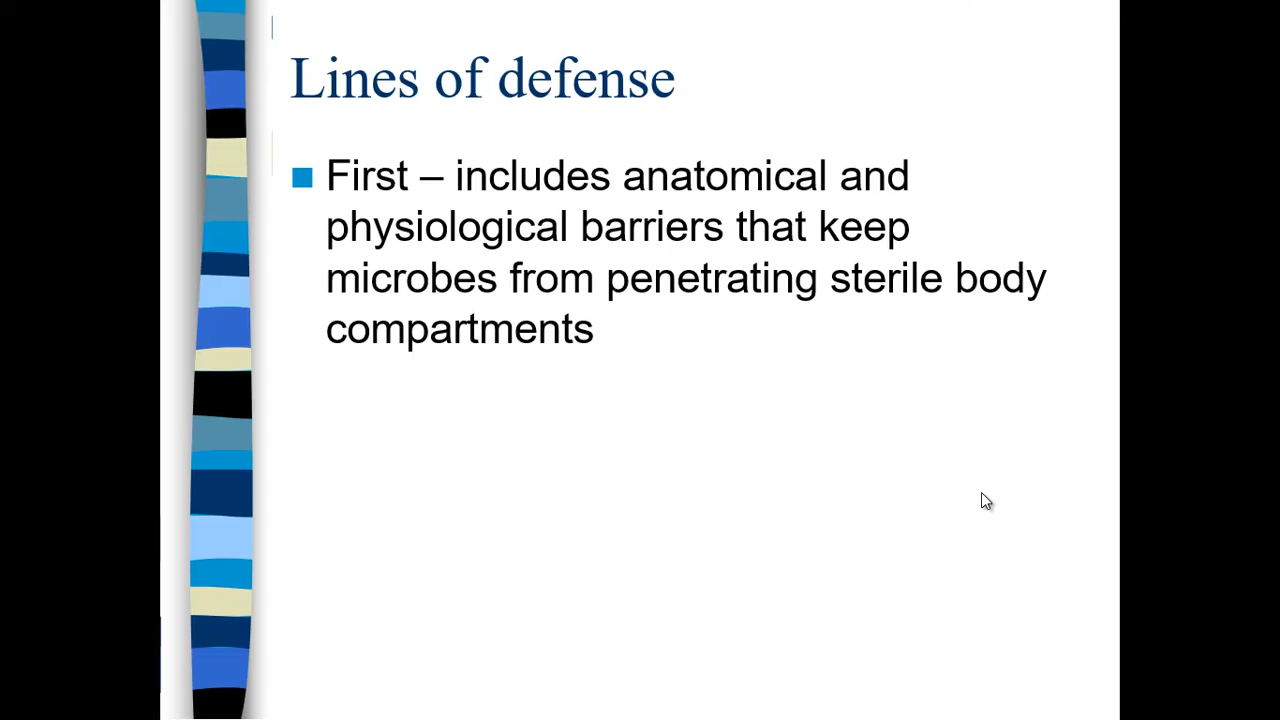 Lines of defense
First – includes anatomical and
physiological barriers that keep
microbes from penetrating sterile body
compartments